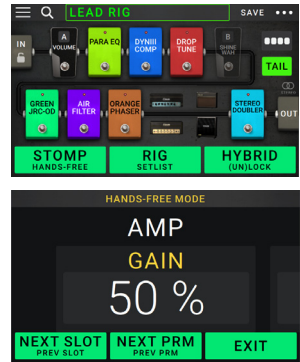 LEAD RIG
SAVE
IN
A
VOLUME
PARA EQ
DYNIII
COMP
DROP
TUNE
B
SHINE
WAH
TAIL
GREEN
JRC-OD
AIR
FILTER
ORANGE
PHASER
STEREO
DOUBLER
OUT
STOMP
HANDS-FREE
RIG
SETLIST
HYBRID
(UN)LOCK
HANDS-FREE MODE
AMP
GAIN
50 %
NEXT SLOT
PREV SLOT
NEXT PRM
PREV PRM
EXIT